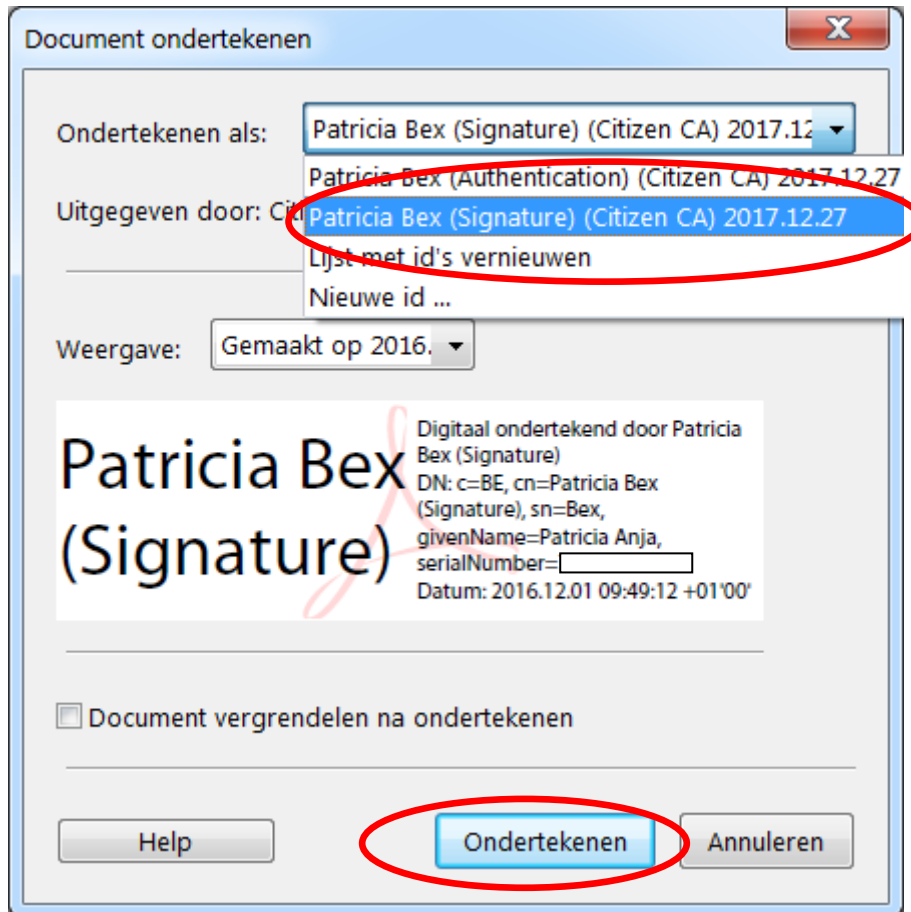 Document ondertekenen
Ondertekenen als:
Patricia Bex (Signature) (Citizen CA) 2017.12
Patricia Bex (Authentication) (Citizen CA) 2017.12.27
Uitgegeven door: Cit
Patricia Bex (Signature) (Citizen CA) 2017.12.27
Lijst met id's vernieuwen
Nieuwe id ...
Weergave:
Gemaakt op 2016.
Patricia Bex
(Signature)
Digitaal ondertekend door Patricia
Bex (Signature)
DN: c=BE, cn=Patricia Bex
(Signature), sn=Bex,
givenName=Patricia Anja,
serialNumber=
Datum: 2016.12.01 09:49:12 +01'00'
Document vergrendelen na ondertekenen
Help
Ondertekenen
Annuleren